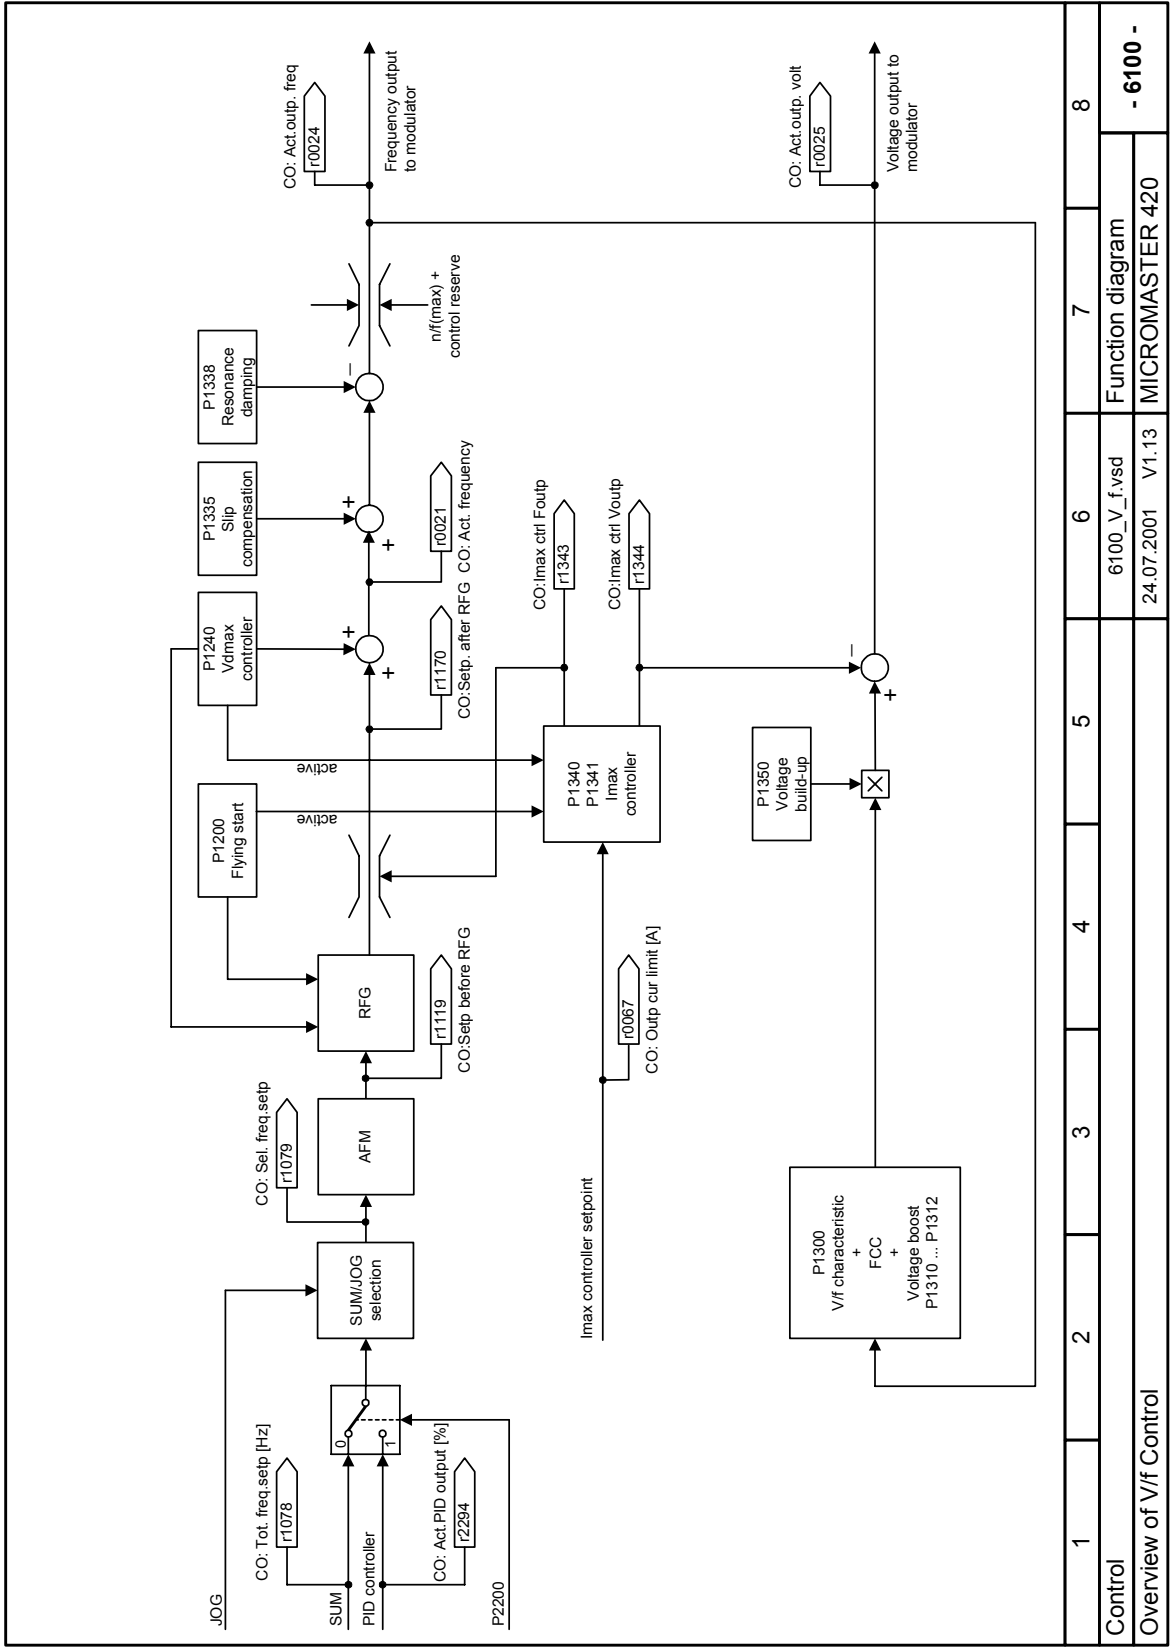 JOG
SUM
PID controller
P2200
CO: Tot. freq.setp [Hz]
r1078
0
1
CO: Act.PID output [%]
r2294
SUM/JOG
selection
CO: Sel. freq.setp
r1079
AFM
CO:Setp before RFG
r1119
RFG
P1200
Flying start
active
P1240
Vdmax
controller
active
CO:Setp. after RFG
r1170
+
+
P1335
Slip
compensation
+
+
r0021
CO: Act. frequency
P1338
Resonance
damping
–
n/f(max) +
control reserve
CO: Act.outp. freq
r0024
Frequency output
to modulator
Imax controller setpoint
r0067
CO: Outp cur limit [A]
P1340
P1341
Imax
controller
CO:Imax ctrl Foutp
r1343
CO:Imax ctrl Voutp
r1344
P1300
V/f characteristic
+
FCC
+
Voltage boost
P1310 ... P1312
P1350
Voltage
build-up
+
–
CO: Act.outp. volt
r0025
Voltage output to
modulator
1 2 3 4 5 6 7 8
Control
6100_V_f.vsd
Function diagram
- 6100 -
Overview of V/f Control
24.07.2001 V1.13
MICROMASTER 420